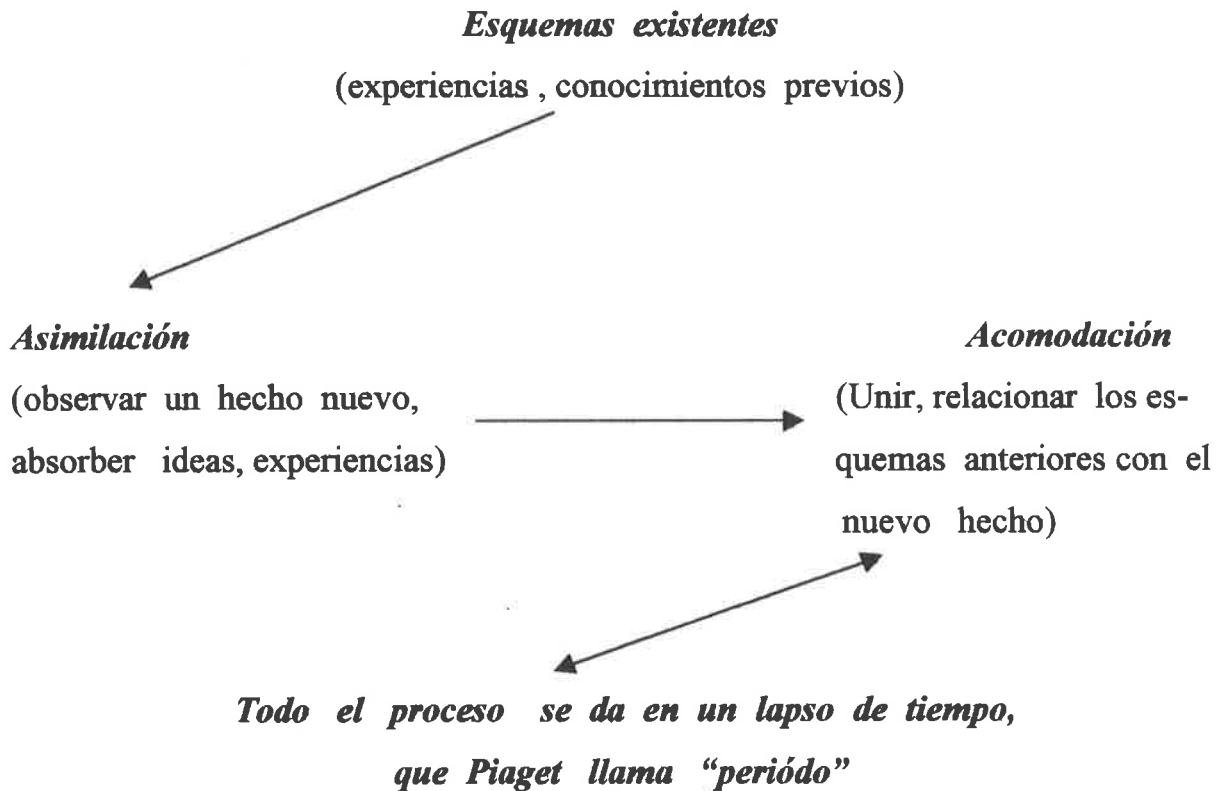 Esquemas existentes
(experiencias , conocimientos previos)
Asimilación
(observar un hecho nuevo,
absorber ideas, experiencias)
Acomodación
(Unir, relacionar los es-
quemas anteriores con el
nuevo hecho)
Todo el proceso se da en un lapso de tiempo,
que Piaget llama “periódo”